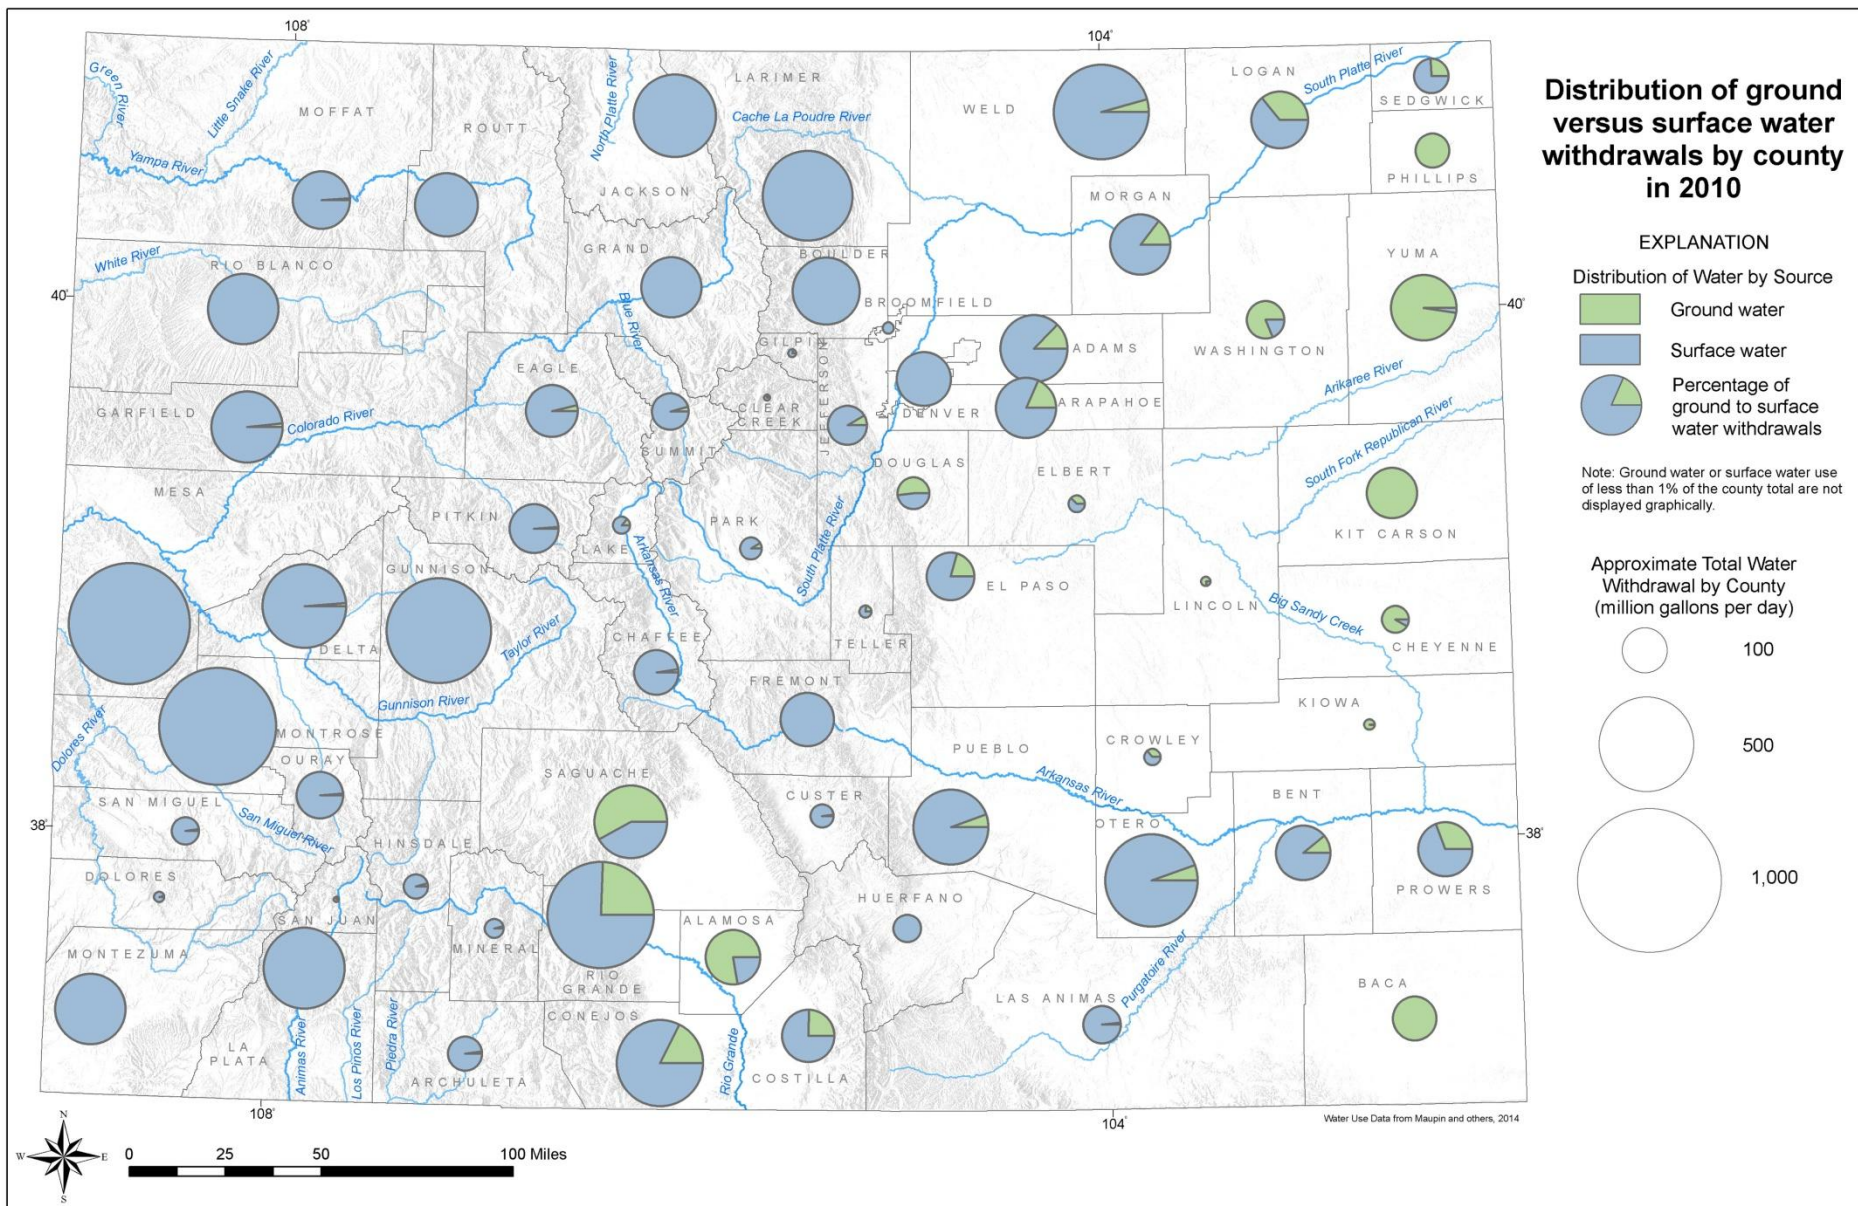 Distribution of ground
versus surface water
withdrawals by county
in 2010
EXPLANATION
Distribution of Water by Source
Ground water
Surface water
Percentage of
ground to surface
water withdrawals
Note: Ground water or surface water use
of less than 1% of the county total are not
displayed graphically.
Approximate Total Water
Withdrawal by County
(million gallons per day)
100
500
1,000
108°
104°
40°
40°
38°
38°
108°
104°
Green River
Little Snake River
MOFFAT
Yampa River
ROUTT
North Platte River
LARIMER
Cache La Poudre River
JACKSON
WELD
LOGAN
South Platte River
SEDGWICK
PHILLIPS
MORGAN
White River
RIO BLANCO
GRAND
Blue River
BOULDER
BROOMFIELD
YUMA
GILPIN
JEFFERSON
ADAMS
WASHINGTON
Arikaree River
EAGLE
GARFIELD
Colorado River
CLEAR
CREEK
DENVER
ARAPAHOE
SUMMIT
South Fork Republican River
MESA
PITKIN
DOUGLAS
ELBERT
KIT CARSON
LAKE
PARK
South Platte River
Arkansas River
GUNNISON
EL PASO
LINCOLN
Big Sandy Creek
CHEYENNE
Taylor River
CHAFFEE
TELLER
DELTA
FREMONT
Gunnison River
KIOWA
Dolores River
MONTROSE
OURAY
PUEBLO
CROWLEY
Arkansas River
SAGUACHE
CUSTER
BENT
SAN MIGUEL
San Miguel River
OTERO
HINSDALE
DOLORES
PROWERS
SAN JUAN
HUERFANO
ALAMOSA
MONTEZUMA
MINERAL
RIO
GRANDE
Purgatoire River
LAS ANIMAS
BACA
CONEJOS
LA
PLATA
Animas River
Los Pinos River
Piedra River
ARCHULETA
Rio Grande
COSTILLA
Water Use Data from Maupin and others, 2014
N
W
E
S
0
25
50
100 Miles